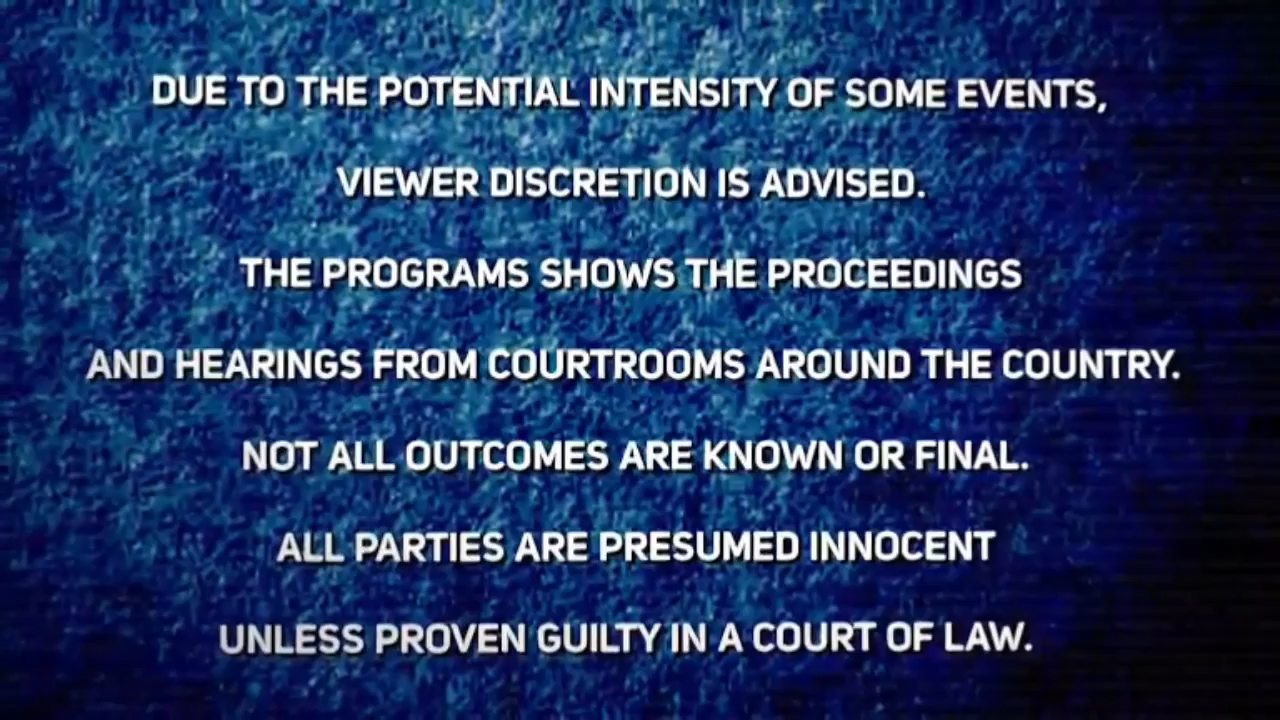 DUE TO THE POTENTIAL INTENSITY OF SOME EVENTS,
VIEWER DISCRETION IS ADVISED.
THE PROGRAMS SHOWS THE PROCEEDINGS
AND HEARINGS FROM COURTROOMS AROUND THE COUNTRY.
NOT ALL OUTCOMES ARE KNOWN OR FINAL.
ALL PARTIES ARE PRESUMED INNOCENT
UNLESS PROVEN GUILTY IN A COURT OF LAW.